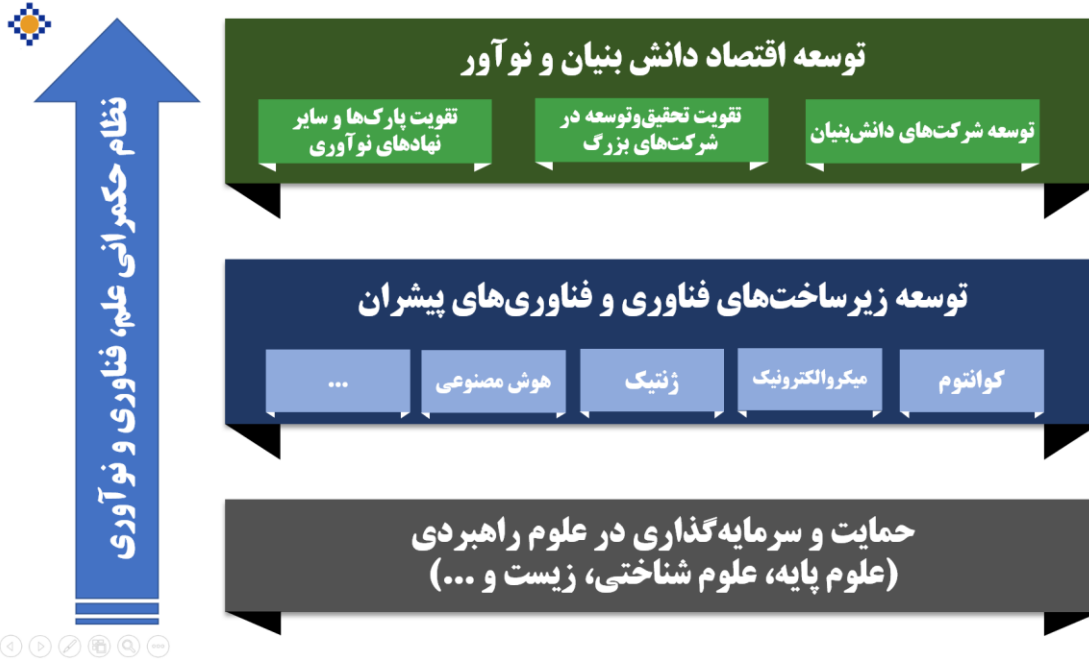 توسعه اقتصاد دانش بنیان و نوآور
توسعه شرکت‌های دانش‌بنیان
تقویت تحقیق‌وتوسعه در
شرکت‌های بزرگ
تقویت پارک‌ها و سایر
نهادهای نوآوری
توسعه زیرساخت‌های فناوری و فناوری‌های پیشران
کوانتوم
میکروالکترونیک
ژنتیک
هوش مصنوعی
...
حمایت و سرمایه‌گذاری در علوم راهبردی
(علوم پایه، علوم شناختی، زیست و ...)
نظام حکمرانی علم، فناوری و نوآوری